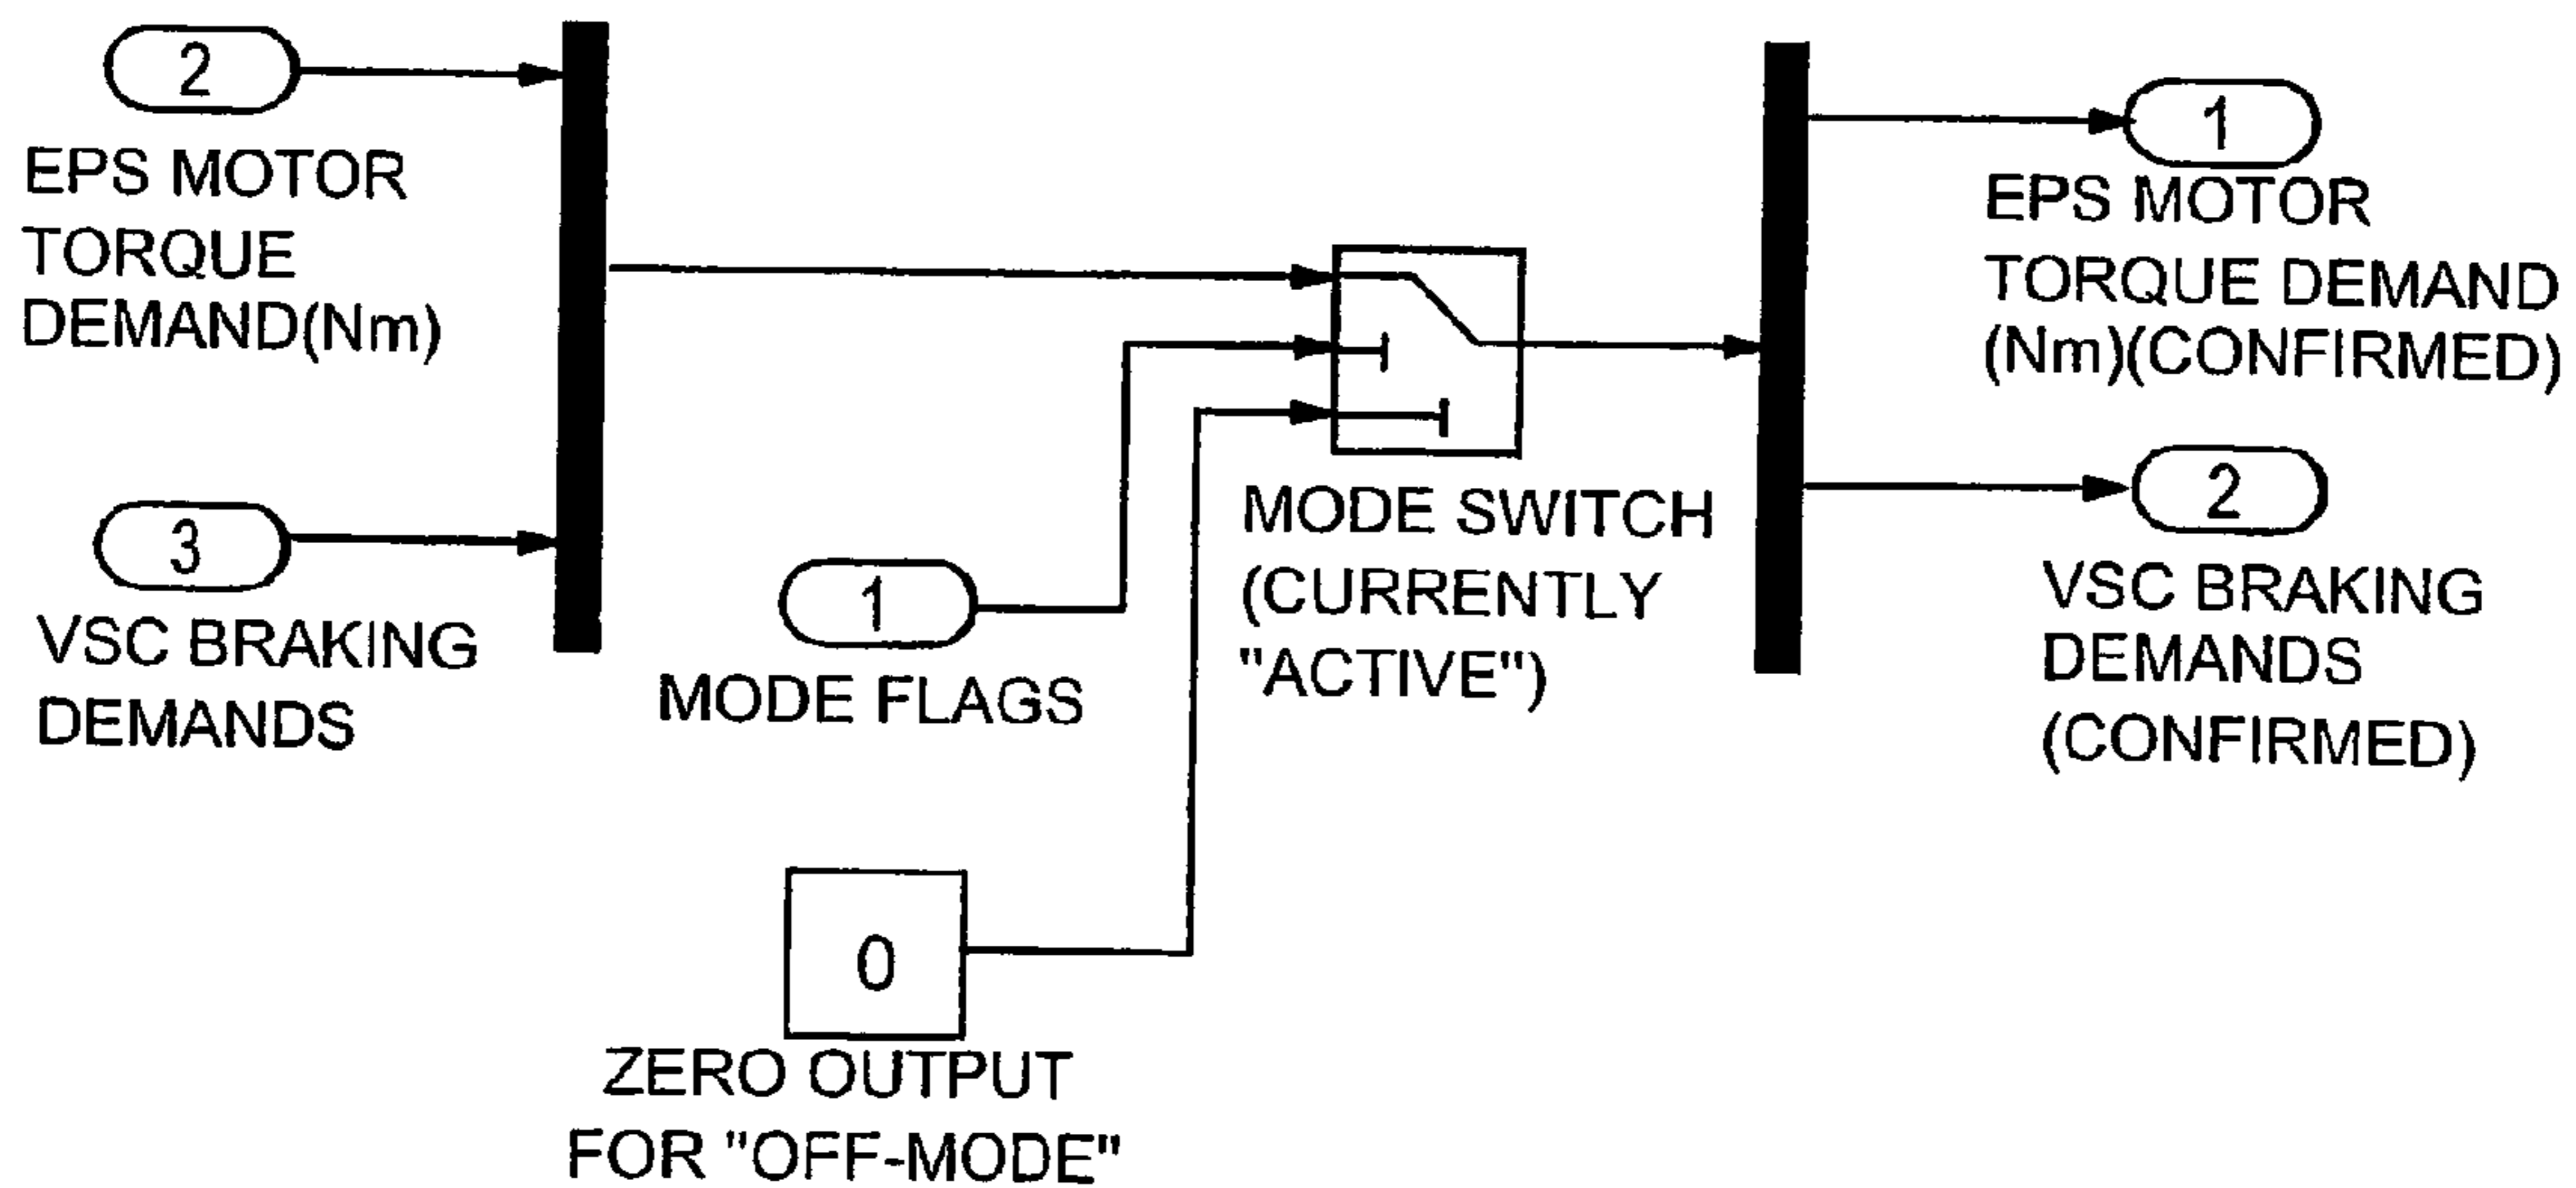 2
EPS MOTOR
TORQUE
DEMAND(Nm)
3
VSC BRAKING
DEMANDS
1
MODE FLAGS
0
ZERO OUTPUT
FOR "OFF-MODE"
MODE SWITCH
(CURRENTLY
"ACTIVE")
1
EPS MOTOR
TORQUE DEMAND
(Nm)(CONFIRMED)
2
VSC BRAKING
DEMANDS
(CONFIRMED)